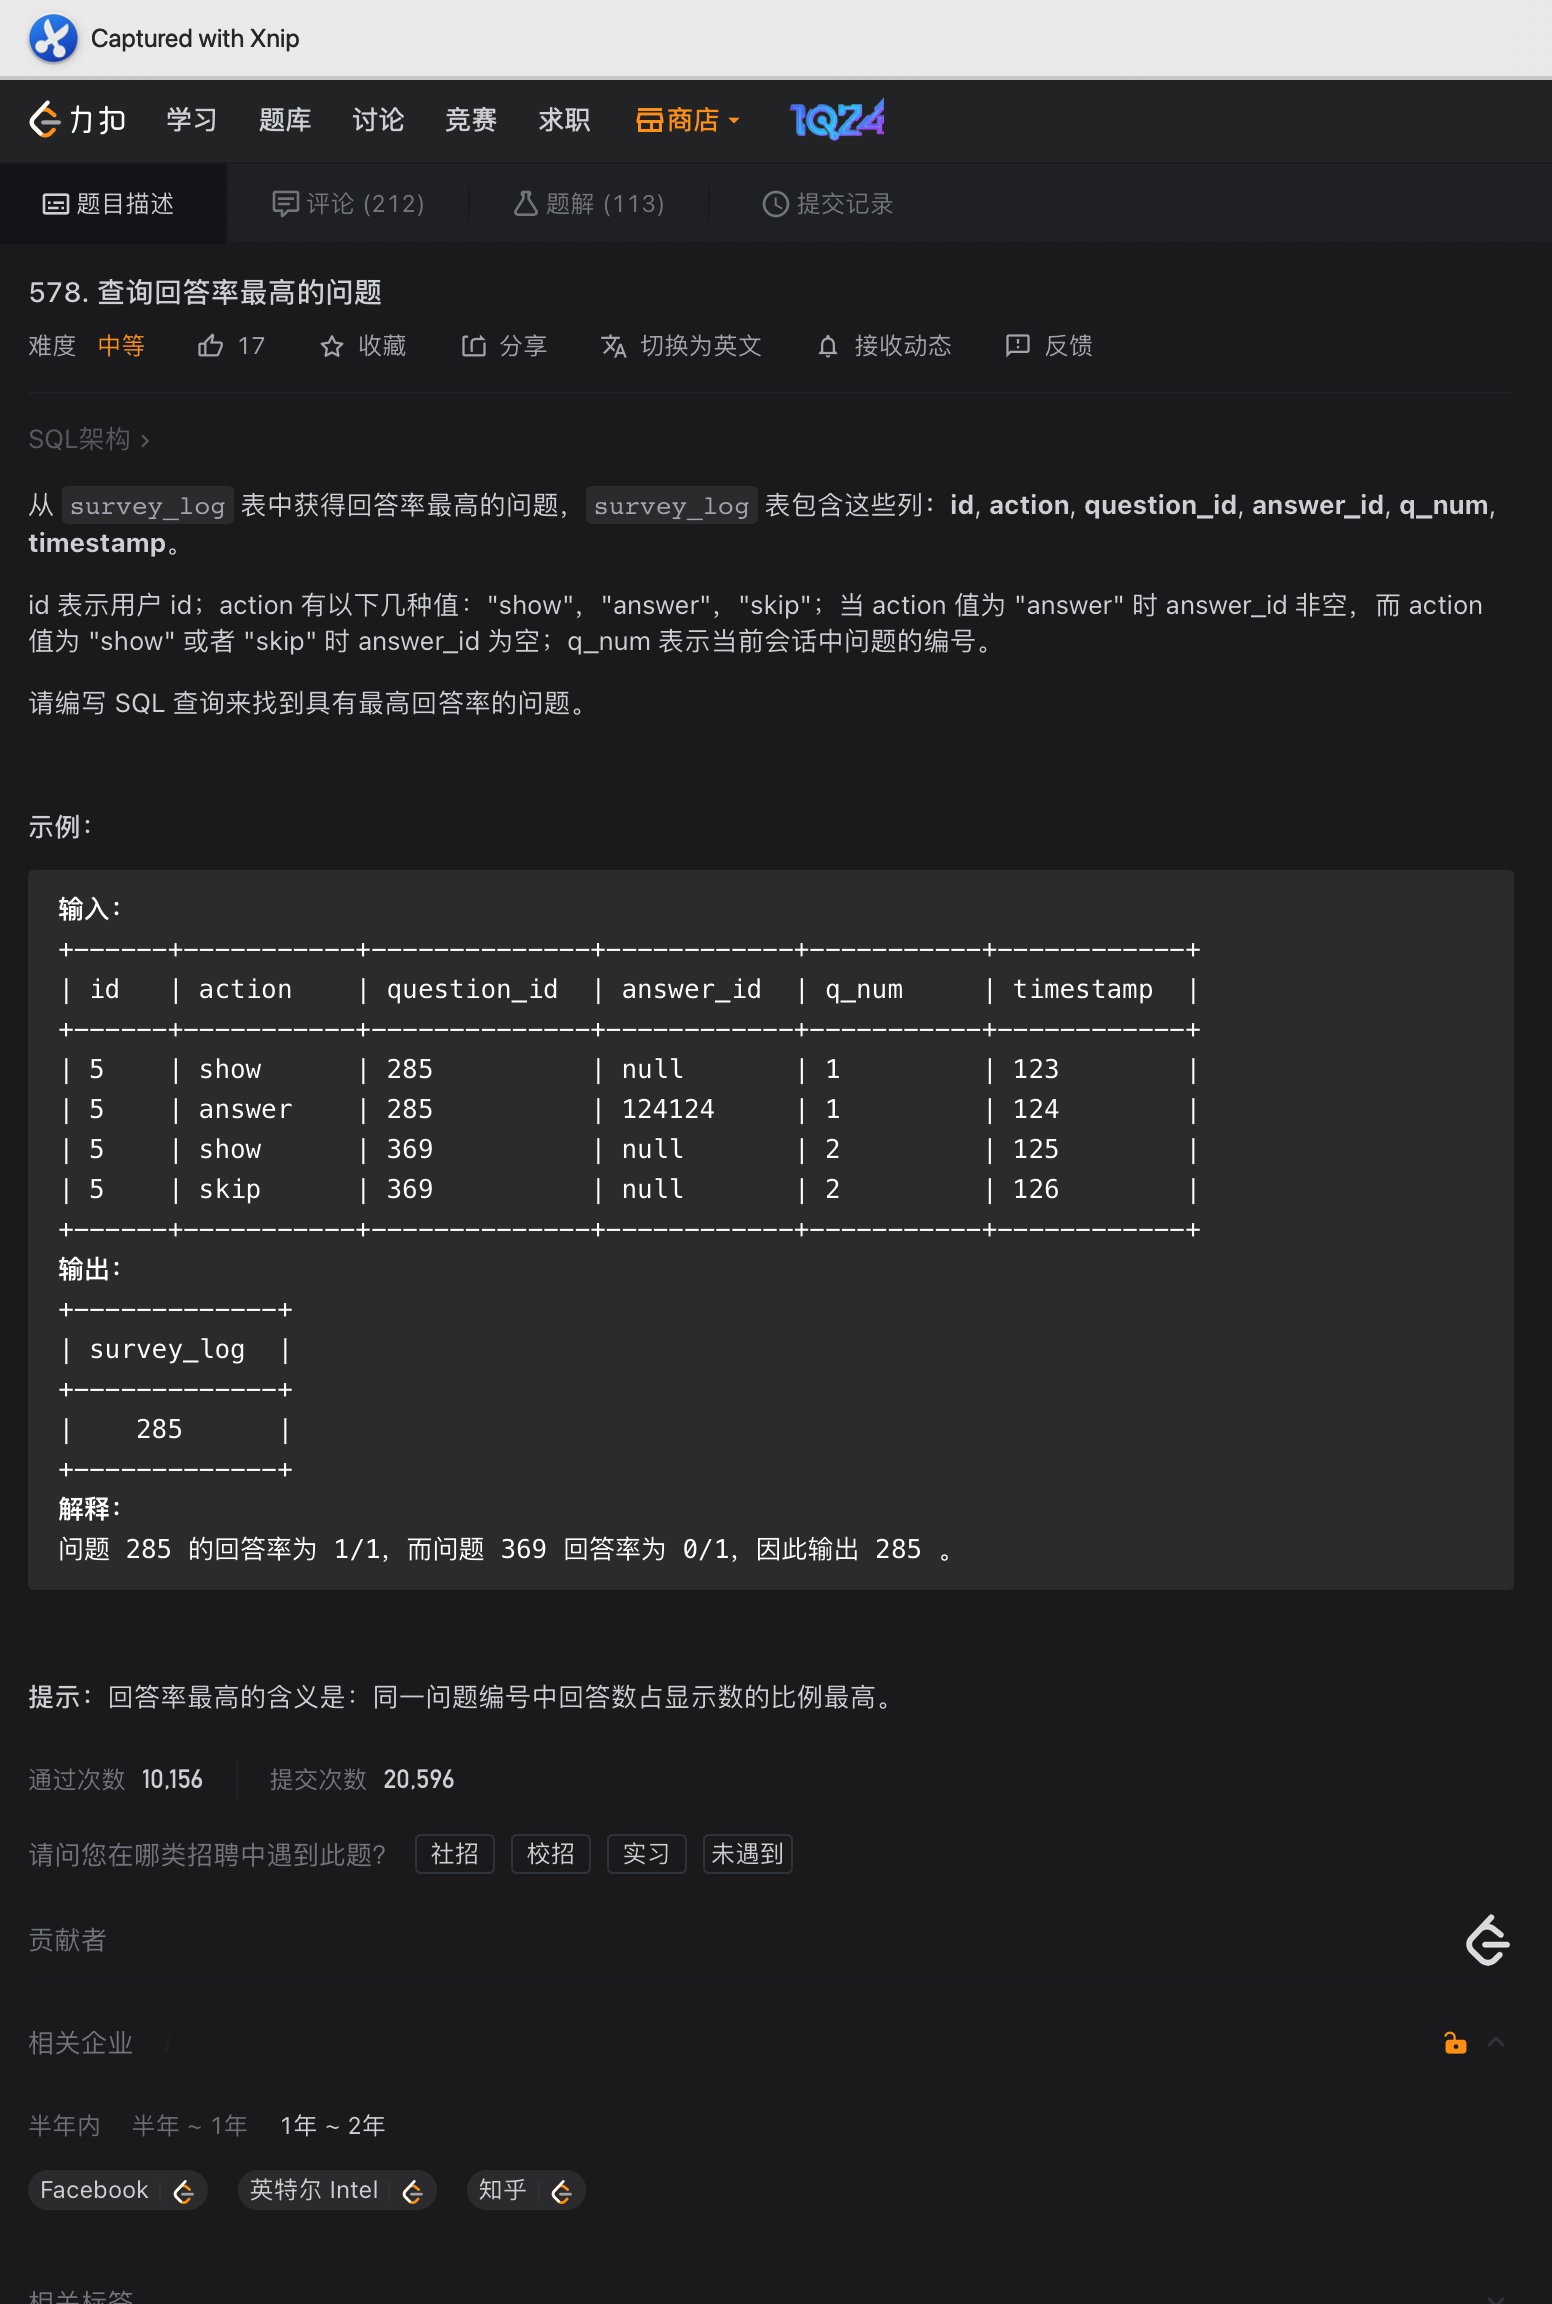 Captured with Xnip
力扣 学习 题库 讨论 竞赛 求职 商店 1024
题目描述 评论 (212) 题解 (113) 提交记录
578. 查询回答率最高的问题
难度 中等 17 收藏 分享 切换为英文 接收动态 反馈
SQL架构
从 survey_log 表中获得回答率最高的问题，survey_log 表包含这些列：id, action, question_id, answer_id, q_num,
timestamp。
id 表示用户 id；action 有以下几种值："show"，"answer"，"skip"；当 action 值为 "answer" 时 answer_id 非空，而 action
值为 "show" 或者 "skip" 时 answer_id 为空；q_num 表示当前会话中问题的编号。
请编写 SQL 查询来找到具有最高回答率的问题。
示例：
输入：
+------+-----------+--------------+------------+-----------+------------+
| id   | action    | question_id  | answer_id  | q_num     | timestamp  |
+------+-----------+--------------+------------+-----------+------------+
| 5    | show      | 285          | null       | 1         | 123        |
| 5    | answer    | 285          | 124124     | 1         | 124        |
| 5    | show      | 369          | null       | 2         | 125        |
| 5    | skip      | 369          | null       | 2         | 126        |
+------+-----------+--------------+------------+-----------+------------+
输出：
+-------------+
| survey_log  |
+-------------+
|    285      |
+-------------+
解释：
问题 285 的回答率为 1/1，而问题 369 回答率为 0/1，因此输出 285 。
提示：回答率最高的含义是：同一问题编号中回答数占显示数的比例最高。
通过次数 10,156 提交次数 20,596
请问您在哪类招聘中遇到此题？ 社招 校招 实习 未遇到
贡献者
相关企业
半年内 半年 ~ 1年 1年 ~ 2年
Facebook 英特尔 Intel 知乎
相关标签